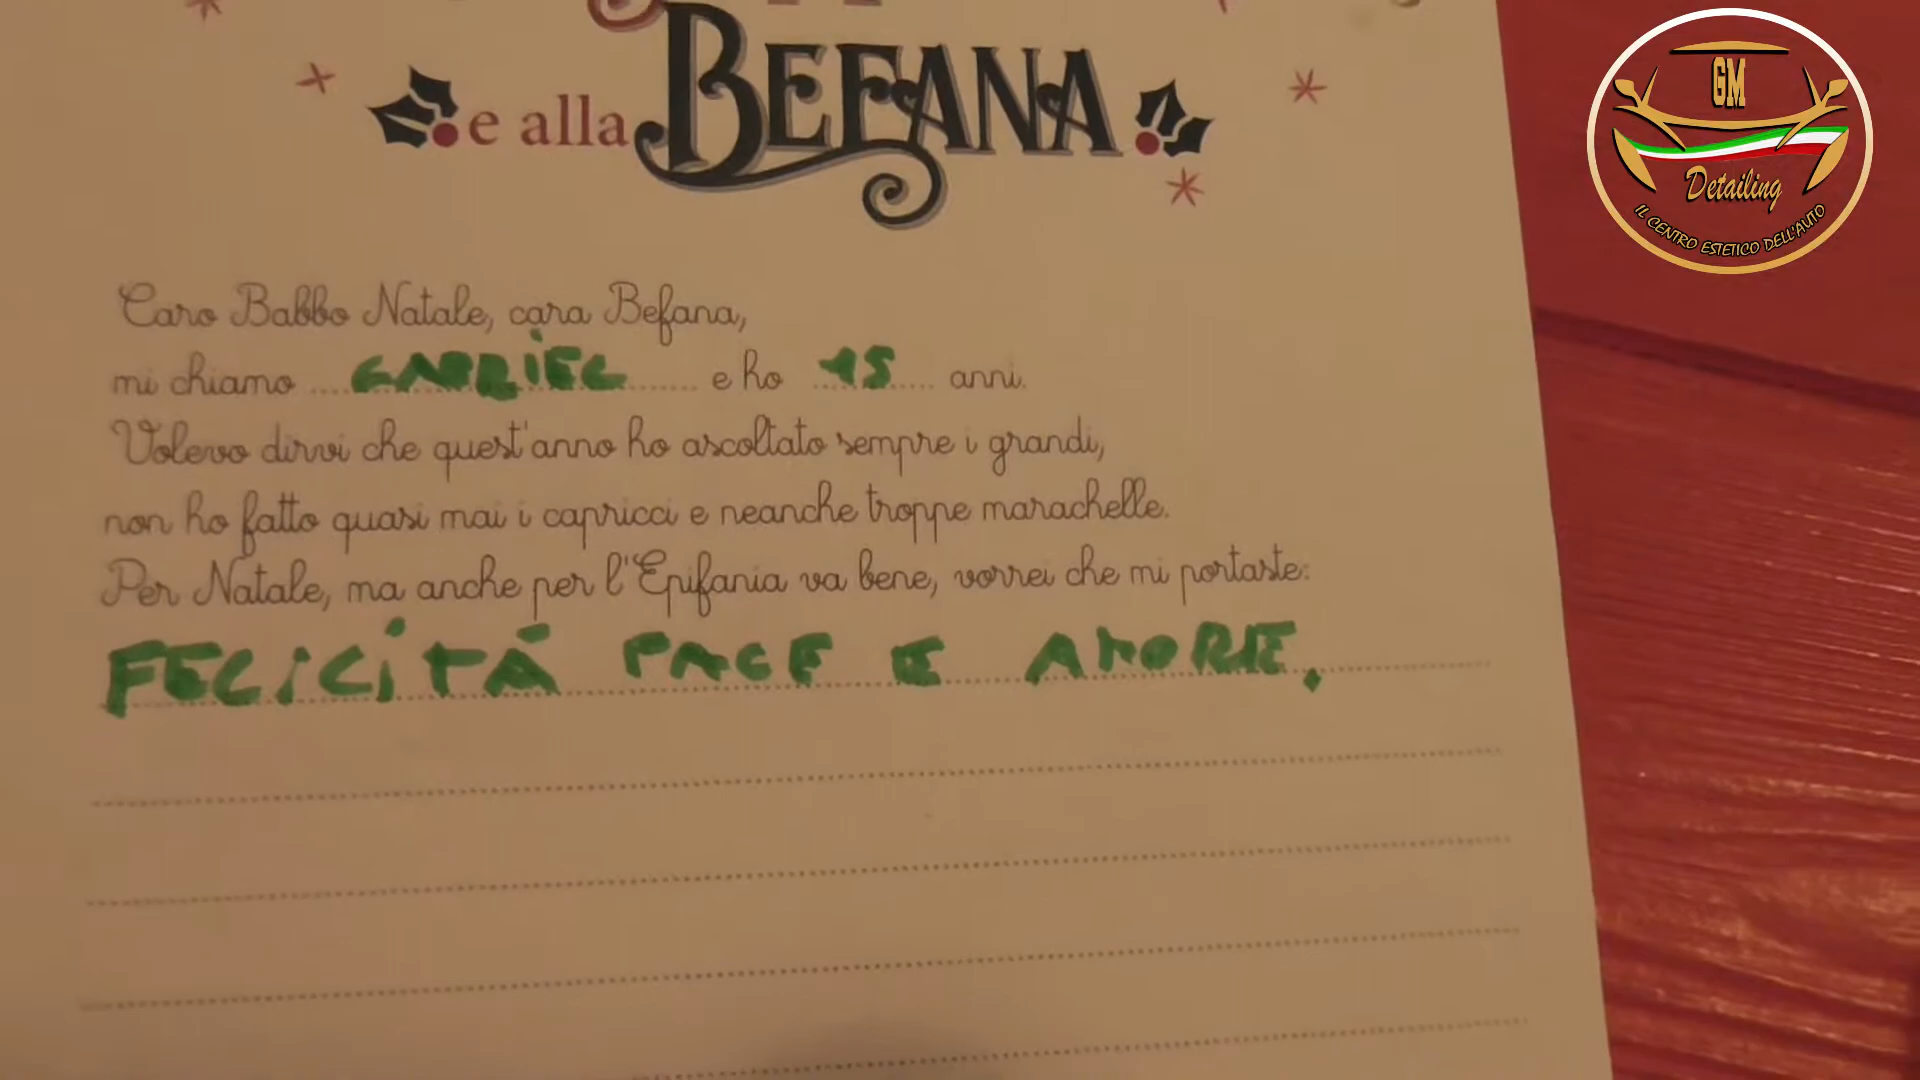 e alla BEFANA
GM
Detailing
IL CENTRO ESTETICO DELL'AUTO
Caro Babbo Natale, cara Befana,
mi chiamo GABRIEL e ho 15 anni.
Volevo dirvi che quest'anno ho ascoltato sempre i grandi,
non ho fatto quasi mai i capricci e neanche troppe marachelle.
Per Natale, ma anche per l'Epifania va bene, vorrei che mi portaste:
FELICITÀ PACE E AMORE.